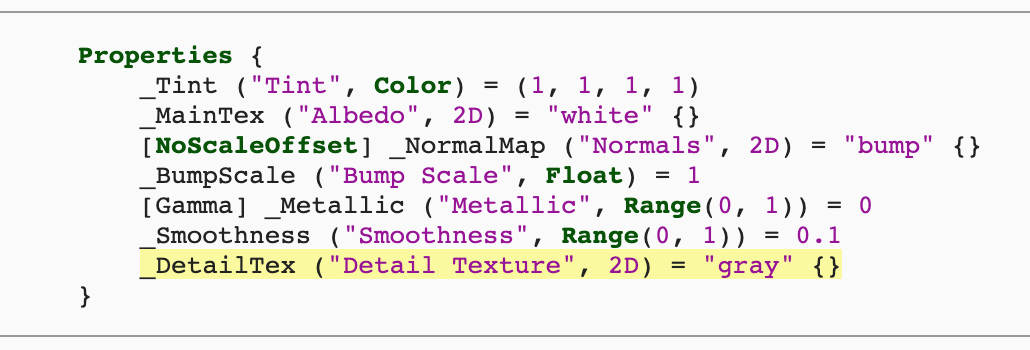 Properties {
_Tint ("Tint", Color) = (1, 1, 1, 1)
_MainTex ("Albedo", 2D) = "white" {}
[NoScaleOffset] _NormalMap ("Normals", 2D) = "bump" {}
_BumpScale ("Bump Scale", Float) = 1
[Gamma] _Metallic ("Metallic", Range(0, 1)) = 0
_Smoothness ("Smoothness", Range(0, 1)) = 0.1
_DetailTex ("Detail Texture", 2D) = "gray" {}
}